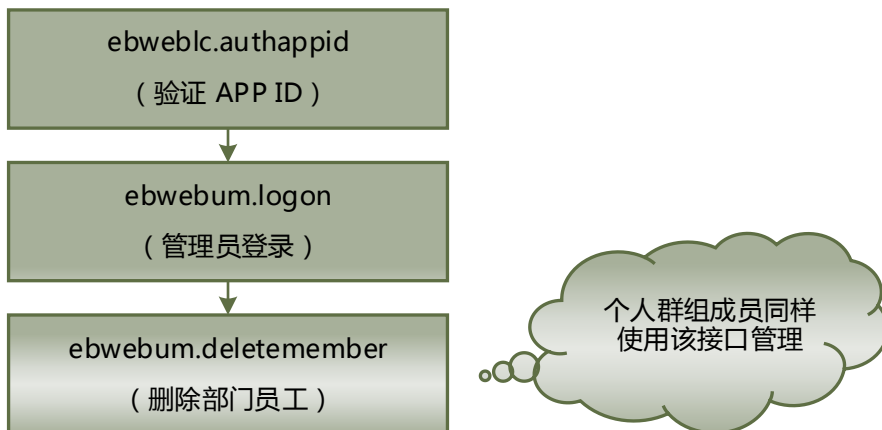 ebweblc.authappid
（验证 APP ID）
ebwebum.logon
（管理员登录）
ebwebum.deletemember
（删除部门员工）
个人群组成员同样
使用该接口管理